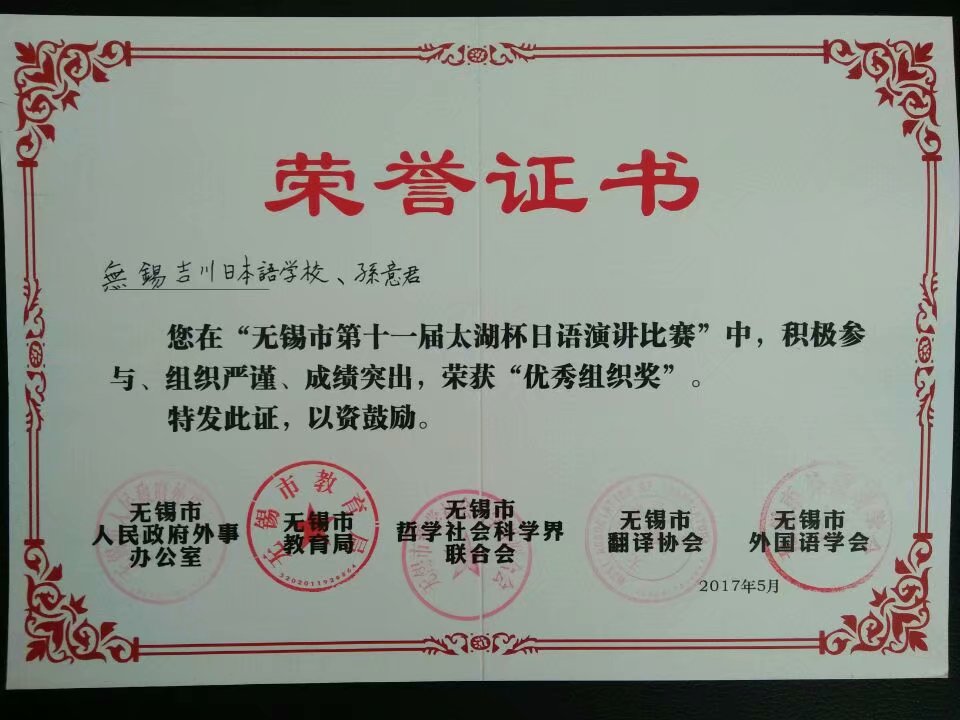 荣誉证书
無錫吉川日本語学校、孫意君
您在“无锡市第十一届太湖杯日语演讲比赛”中，积极参
与、组织严谨、成绩突出，荣获“优秀组织奖”。
特发此证，以资鼓励。
无锡市
人民政府外事
办公室
无锡市
教育局
无锡市
哲学社会科学界
联合会
无锡市
翻译协会
无锡市
外国语学会
无锡市教育局
2017年5月